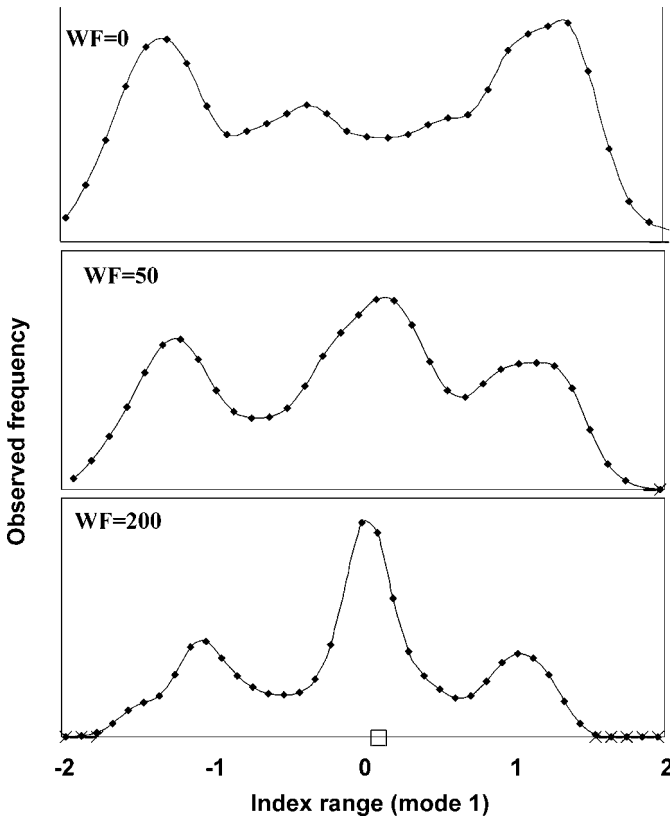 WF=0
WF=50
WF=200
Observed frequency
-2 -1 0 1 2
Index range (mode 1)